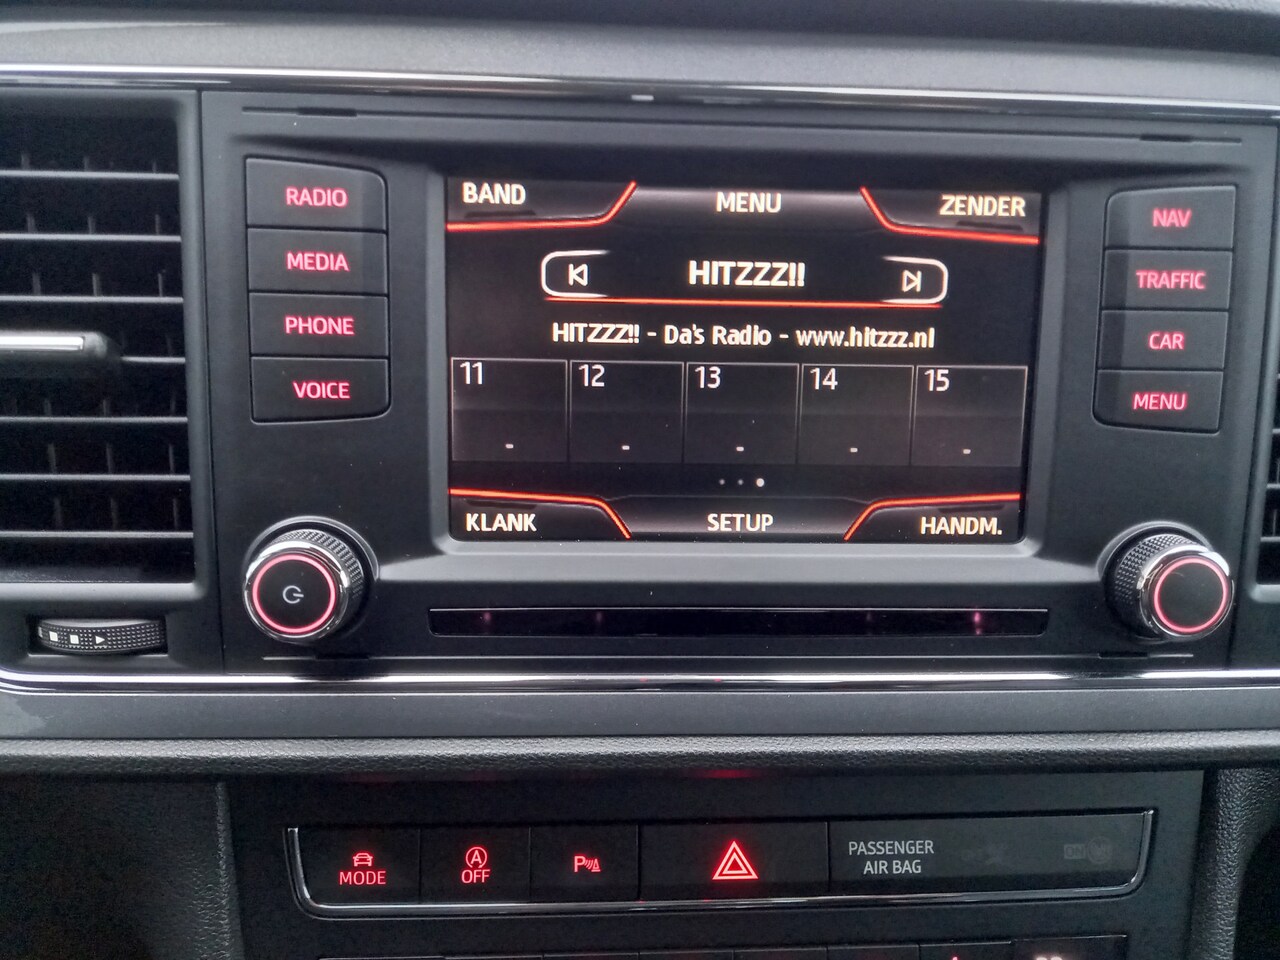 RADIO
MEDIA
PHONE
VOICE
BAND
MENU
ZENDER
HITZZZ!!
HITZZZ!! - Da's Radio - www.hitzzz.nl
11 12 13 14 15
- - - - -
KLANK
SETUP
HANDM.
NAV
TRAFFIC
CAR
MENU
MODE
A
OFF
P
PASSENGER
AIR BAG
ON